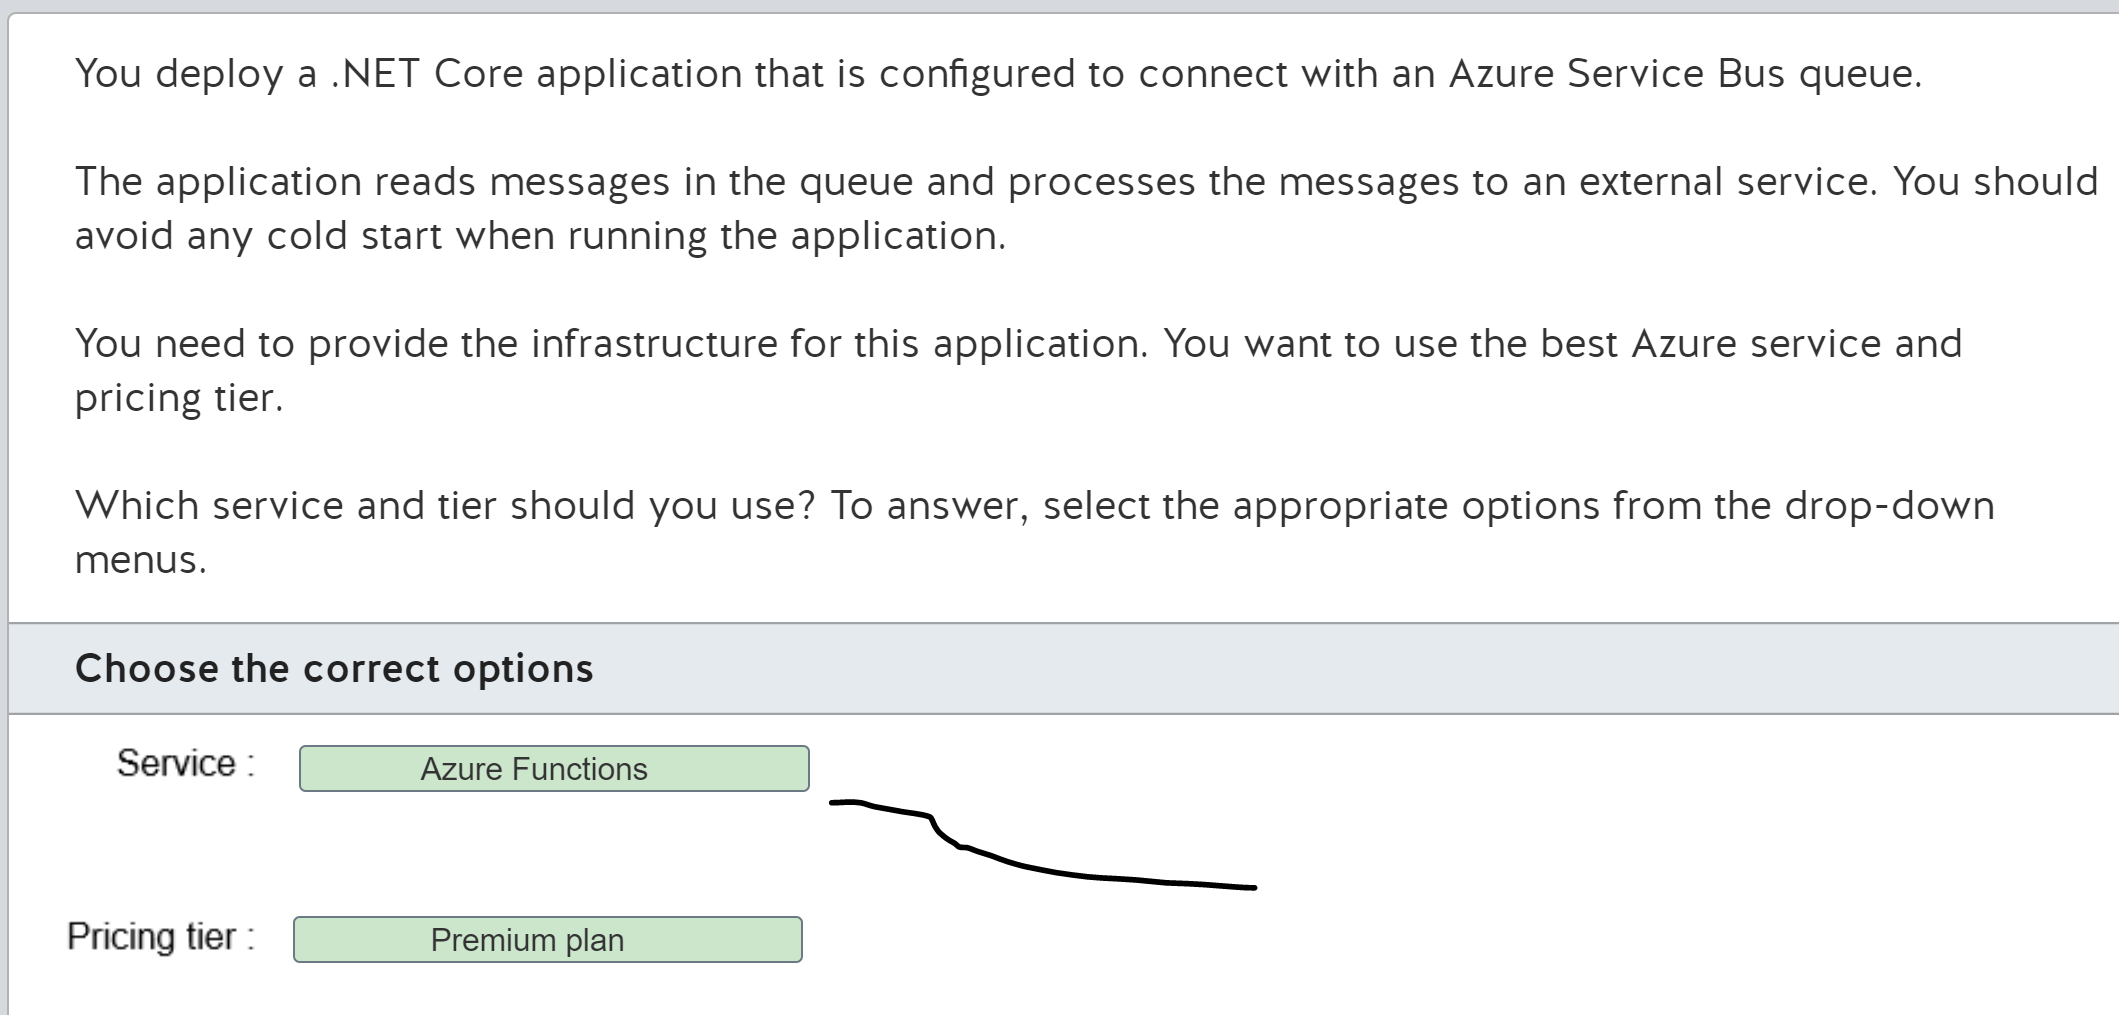 You deploy a .NET Core application that is configured to connect with an Azure Service Bus queue.
The application reads messages in the queue and processes the messages to an external service. You should
avoid any cold start when running the application.
You need to provide the infrastructure for this application. You want to use the best Azure service and
pricing tier.
Which service and tier should you use? To answer, select the appropriate options from the drop-down
menus.
Choose the correct options
Service : Azure Functions
Pricing tier : Premium plan